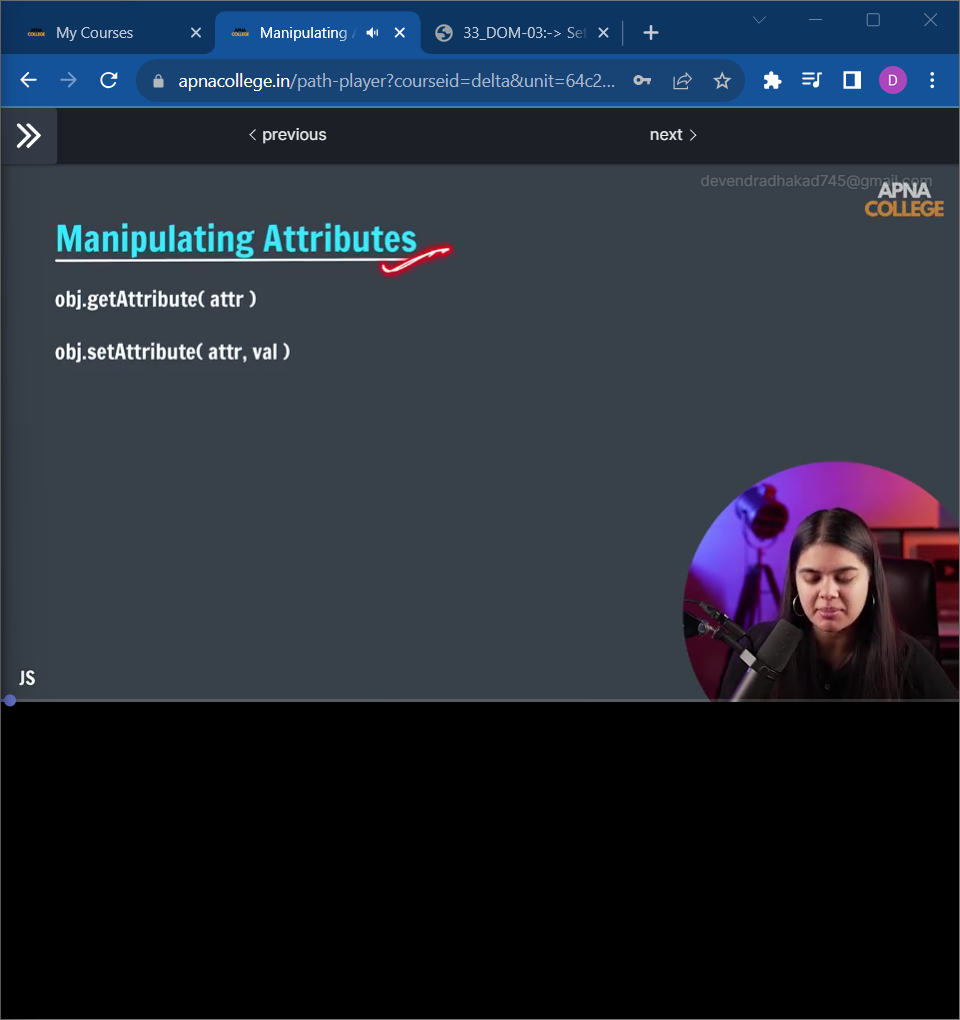 My Courses
Manipulating
33_DOM-03:-> Se
apnacollege.in/path-player?courseid=delta&unit=64c2...
D
previous
next
devendradhakad745@gmail.com
APNA
COLLEGE
Manipulating Attributes
obj.getAttribute( attr )
obj.setAttribute( attr, val )
JS